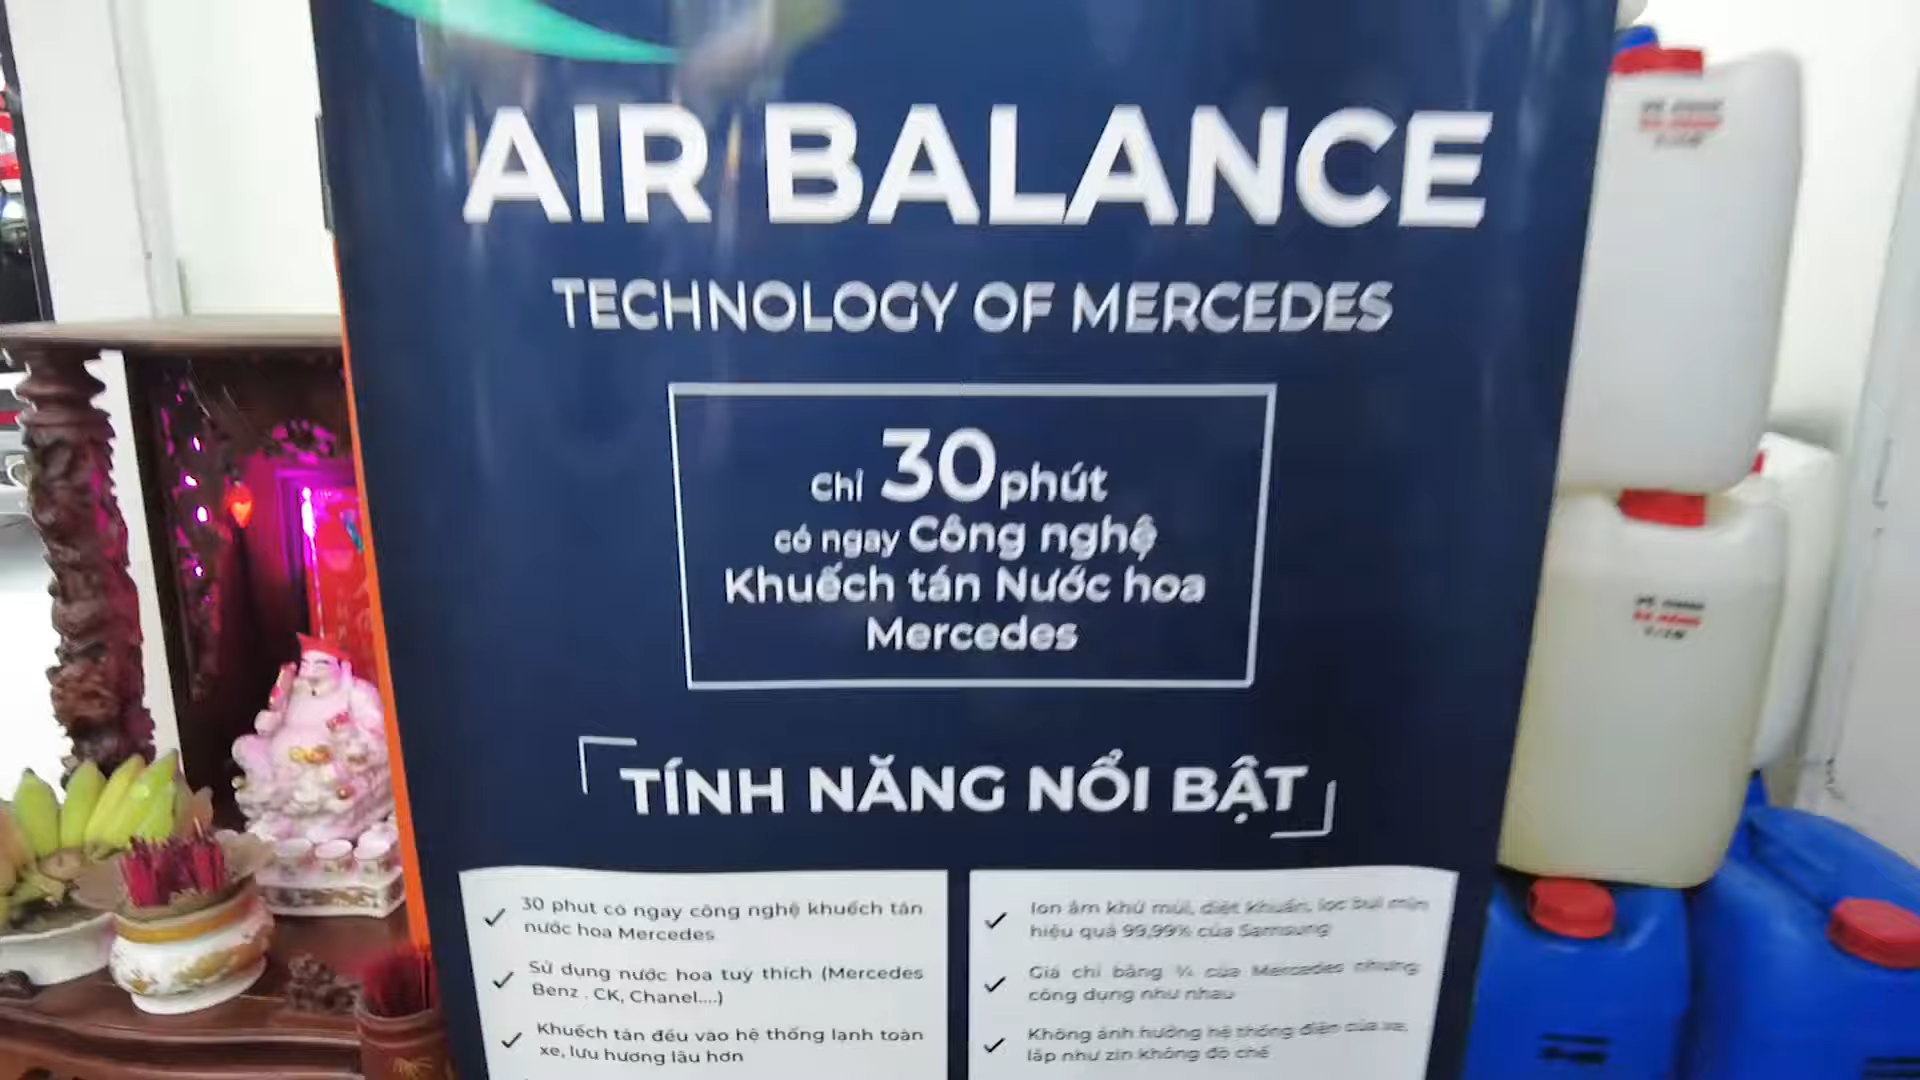 AIR BALANCE
TECHNOLOGY OF MERCEDES
Chỉ 30 phút
có ngay Công nghệ
Khuếch tán Nước hoa
Mercedes
TÍNH NĂNG NỔI BẬT
30 phút có ngay công nghệ khuếch tán
nước hoa Mercedes
Sử dụng nước hoa tuỳ thích (Mercedes
Benz , CK, Chanel....)
Khuếch tán đều vào hệ thống lạnh toàn
xe, lưu hương lâu hơn
Ion âm khử mùi, diệt khuẩn, lọc bụi mịn
hiệu quả 99,99% của Samsung
Giá chỉ bằng ¼ của Mercedes nhưng
công dụng như nhau
Không ảnh hưởng hệ thống điện của xe,
lắp như zin không độ chế